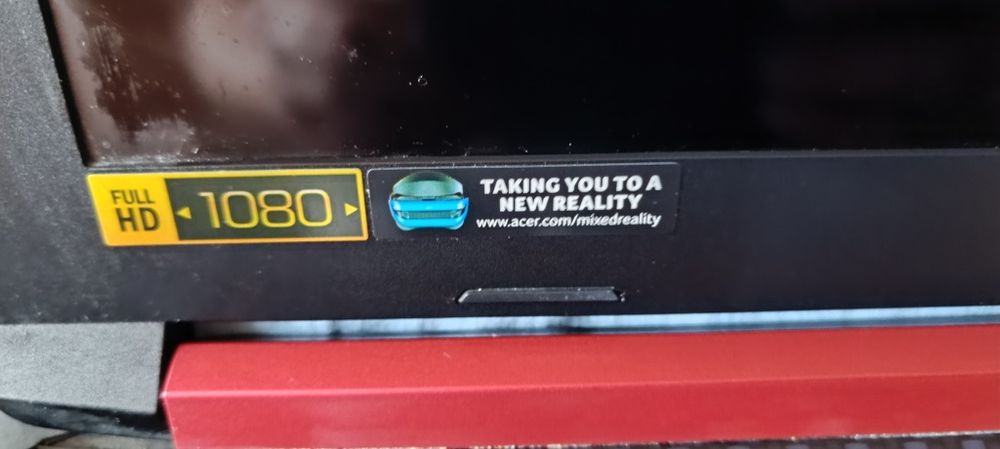 FULL
HD
1080
TAKING YOU TO A
NEW REALITY
www.acer.com/mixedreality